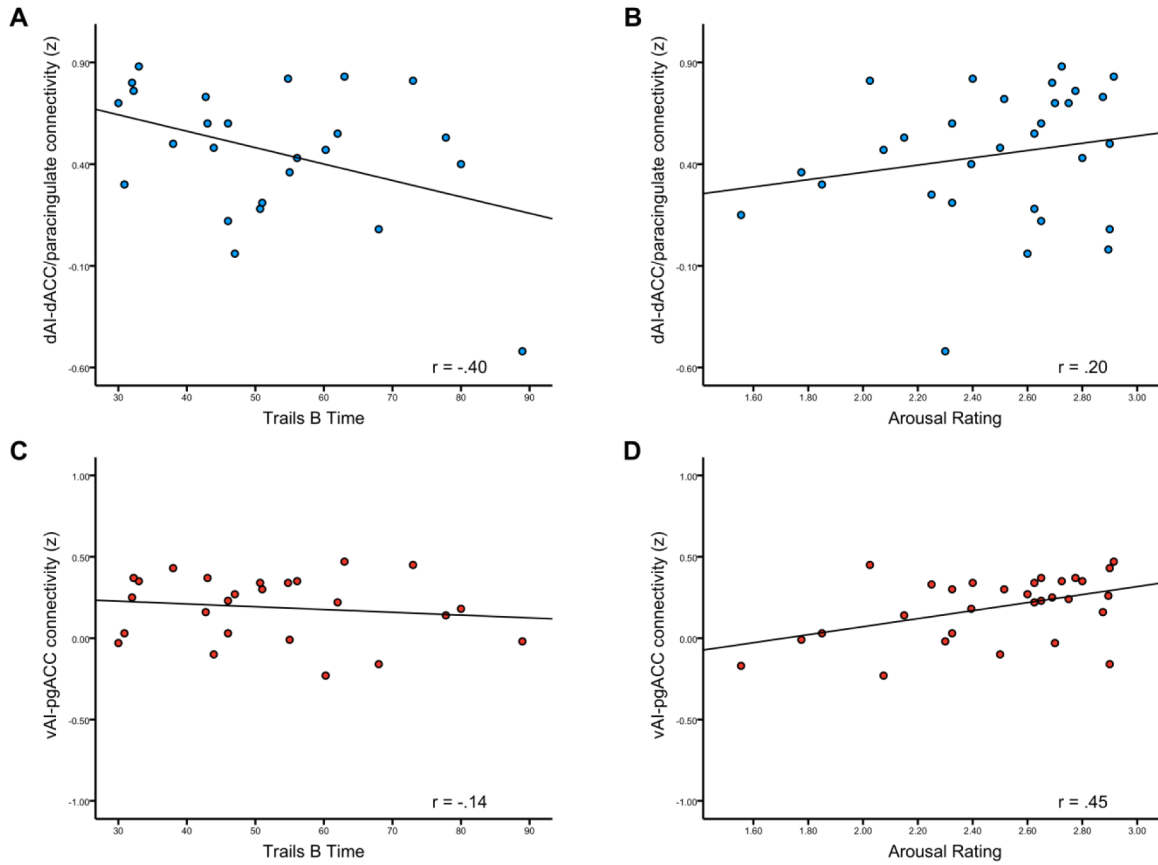 A
dAI-dACC/paracingulate connectivity (z)
0.90
0.40
-0.10
-0.60
r = -.40
30 40 50 60 70 80 90
Trails B Time
B
dAI-dACC/paracingulate connectivity (z)
0.90
0.40
-0.10
-0.60
r = .20
1.60 2.00 2.20 2.40 2.60 2.80 3.00
Arousal Rating
C
vAI-pgACC connectivity (z)
1.00
0.50
0.00
-0.50
-1.00
r = -.14
30 40 50 60 70 80 90
Trails B Time
D
vAI-pgACC connectivity (z)
1.00
0.50
0.00
-0.50
-1.00
r = .45
1.60 2.00 2.20 2.40 2.60 2.80 3.00
Arousal Rating